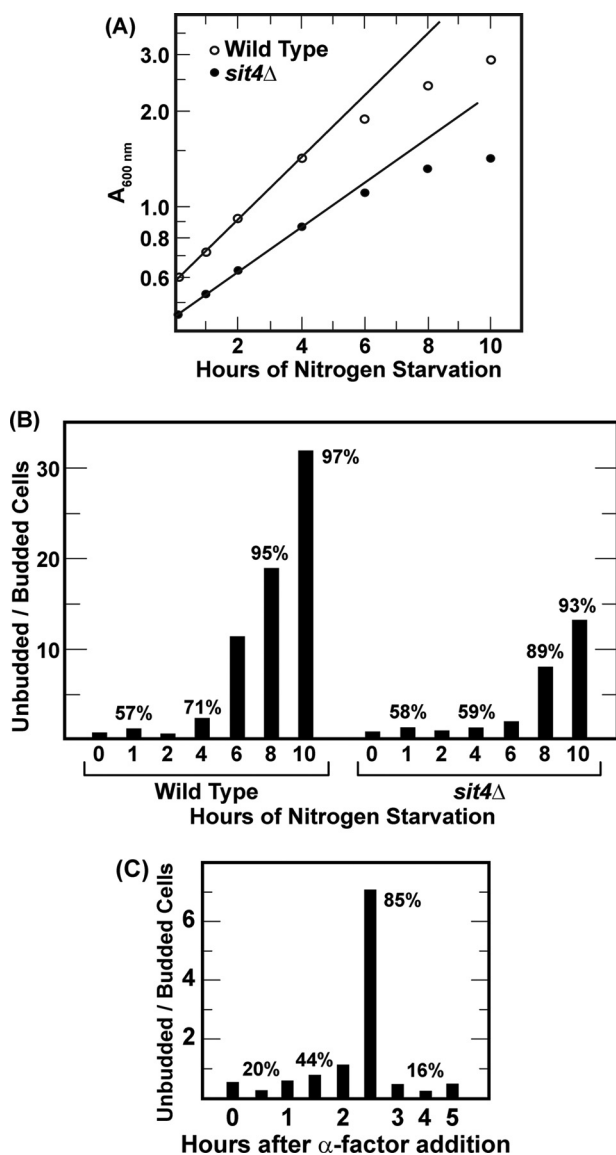 (A)
Wild Type
sit4Δ
3.0
2.0
1.0
0.8
0.6
A600 nm
2 4 6 8 10
Hours of Nitrogen Starvation
(B)
Unbudded / Budded Cells
30
20
10
57%
71%
95%
97%
58%
59%
89%
93%
0 1 2 4 6 8 10 0 1 2 4 6 8 10
Wild Type sit4Δ
Hours of Nitrogen Starvation
(C)
Unbudded / Budded Cells
6
4
2
20%
44%
85%
16%
0 1 2 3 4 5
Hours after α-factor addition